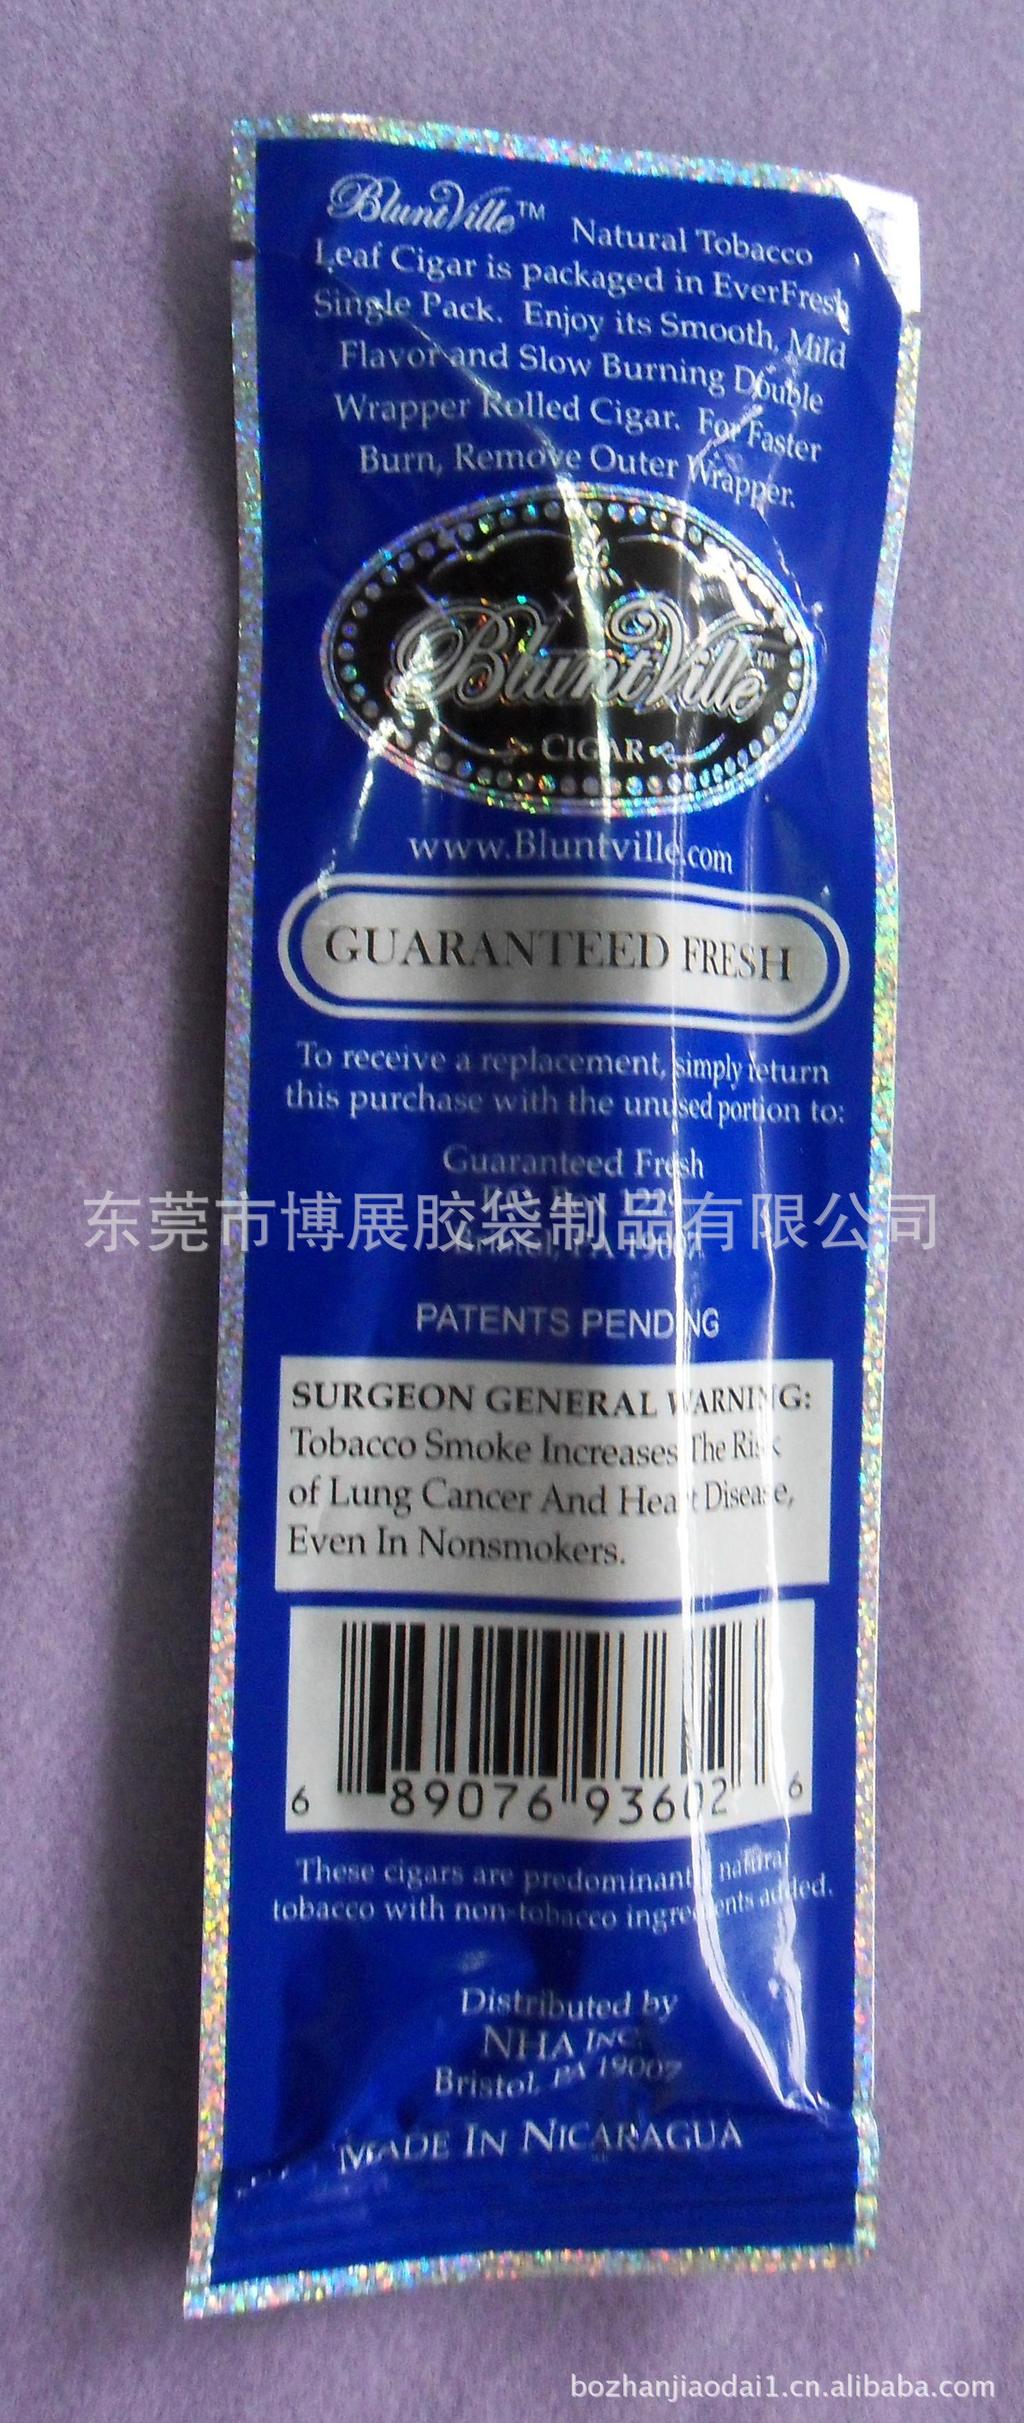 BluntVille™ Natural Tobacco
Leaf Cigar is packaged in EverFresh
Single Pack. Enjoy its Smooth, Mild
Flavor and Slow Burning Double
Wrapper Rolled Cigar. For Faster
Burn, Remove Outer Wrapper.
BluntVille™
CIGAR
www.Bluntville.com
GUARANTEED FRESH
To receive a replacement, simply return
this purchase with the unused portion to:
Guaranteed Fresh
P.O. Box 1229
东莞市博展胶袋制品有限公司
Bristol, PA 19007
PATENTS PENDING
SURGEON GENERAL WARNING:
Tobacco Smoke Increases The Risk
of Lung Cancer And Heart Disease,
Even In Nonsmokers.
6 89076 93602 6
These cigars are predominantly natural
tobacco with non-tobacco ingredients added.
Distributed by
NHA INC.
Bristol, PA 19007
MADE IN NICARAGUA
bozhanjiaodai1.cn.alibaba.com